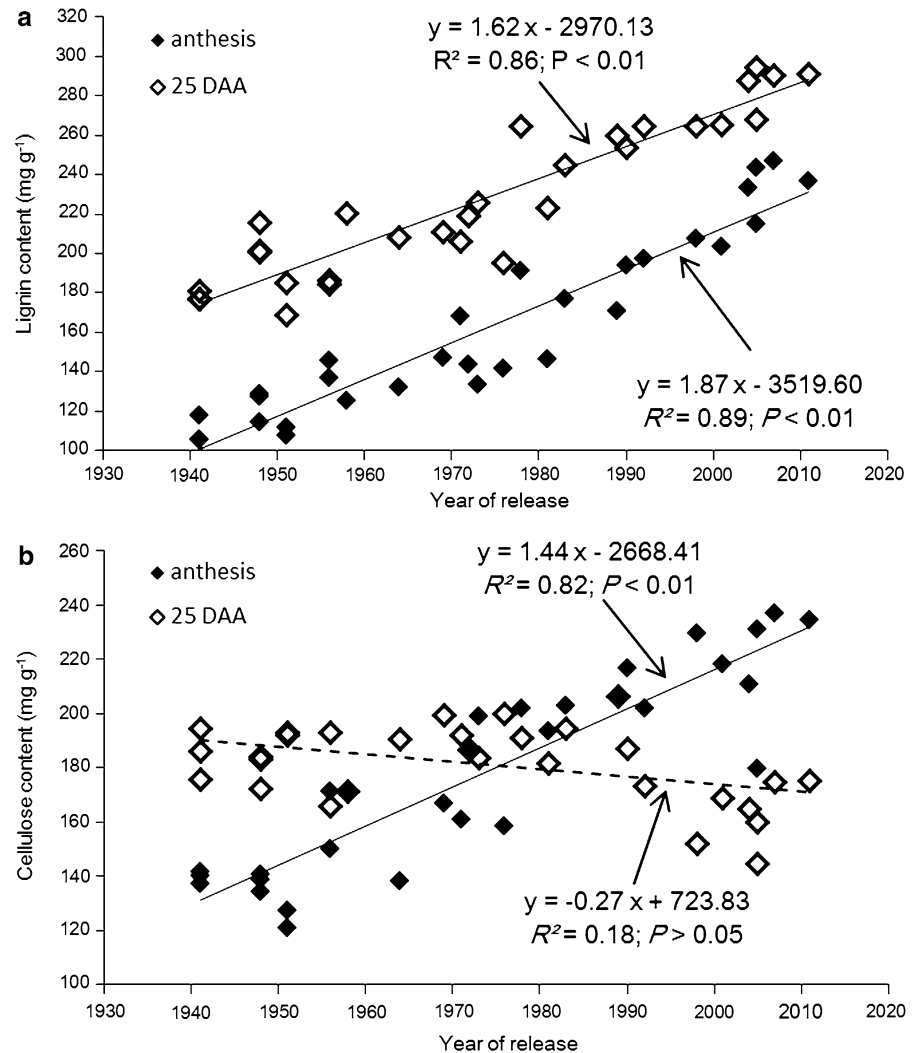 a
320
300
280
260
240
220
200
180
160
140
120
100
Lignin content (mg g⁻¹)
anthesis
25 DAA
y = 1.62 x - 2970.13
R² = 0.86; P < 0.01
y = 1.87 x - 3519.60
R² = 0.89; P < 0.01
1930 1940 1950 1960 1970 1980 1990 2000 2010 2020
Year of release
b
260
240
220
200
180
160
140
120
100
Cellulose content (mg g⁻¹)
anthesis
25 DAA
y = 1.44 x - 2668.41
R² = 0.82; P < 0.01
y = -0.27 x + 723.83
R² = 0.18; P > 0.05
1930 1940 1950 1960 1970 1980 1990 2000 2010 2020
Year of release